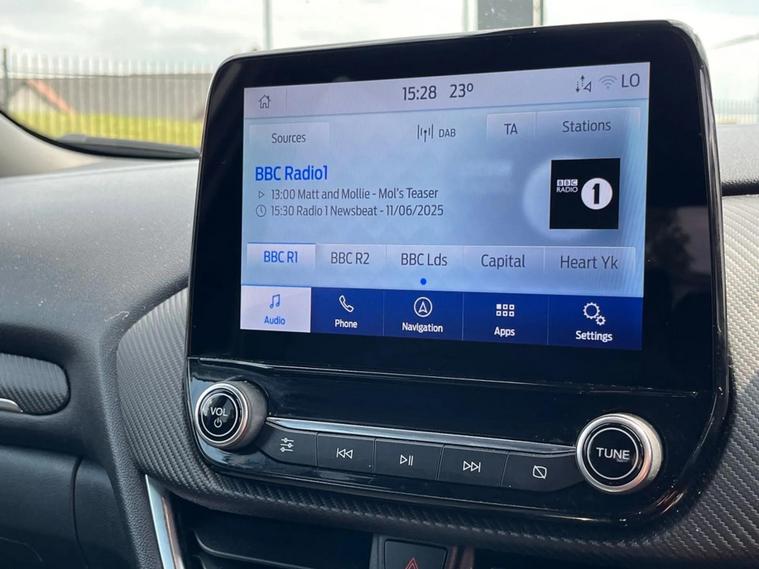 15:28 23° LO
Sources DAB TA Stations
BBC Radio1
13:00 Matt and Mollie - Mol's Teaser
15:30 Radio 1 Newsbeat - 11/06/2025
BBC RADIO 1
BBC R1 BBC R2 BBC Lds Capital Heart Yk
Audio Phone Navigation Apps Settings
VOL
TUNE